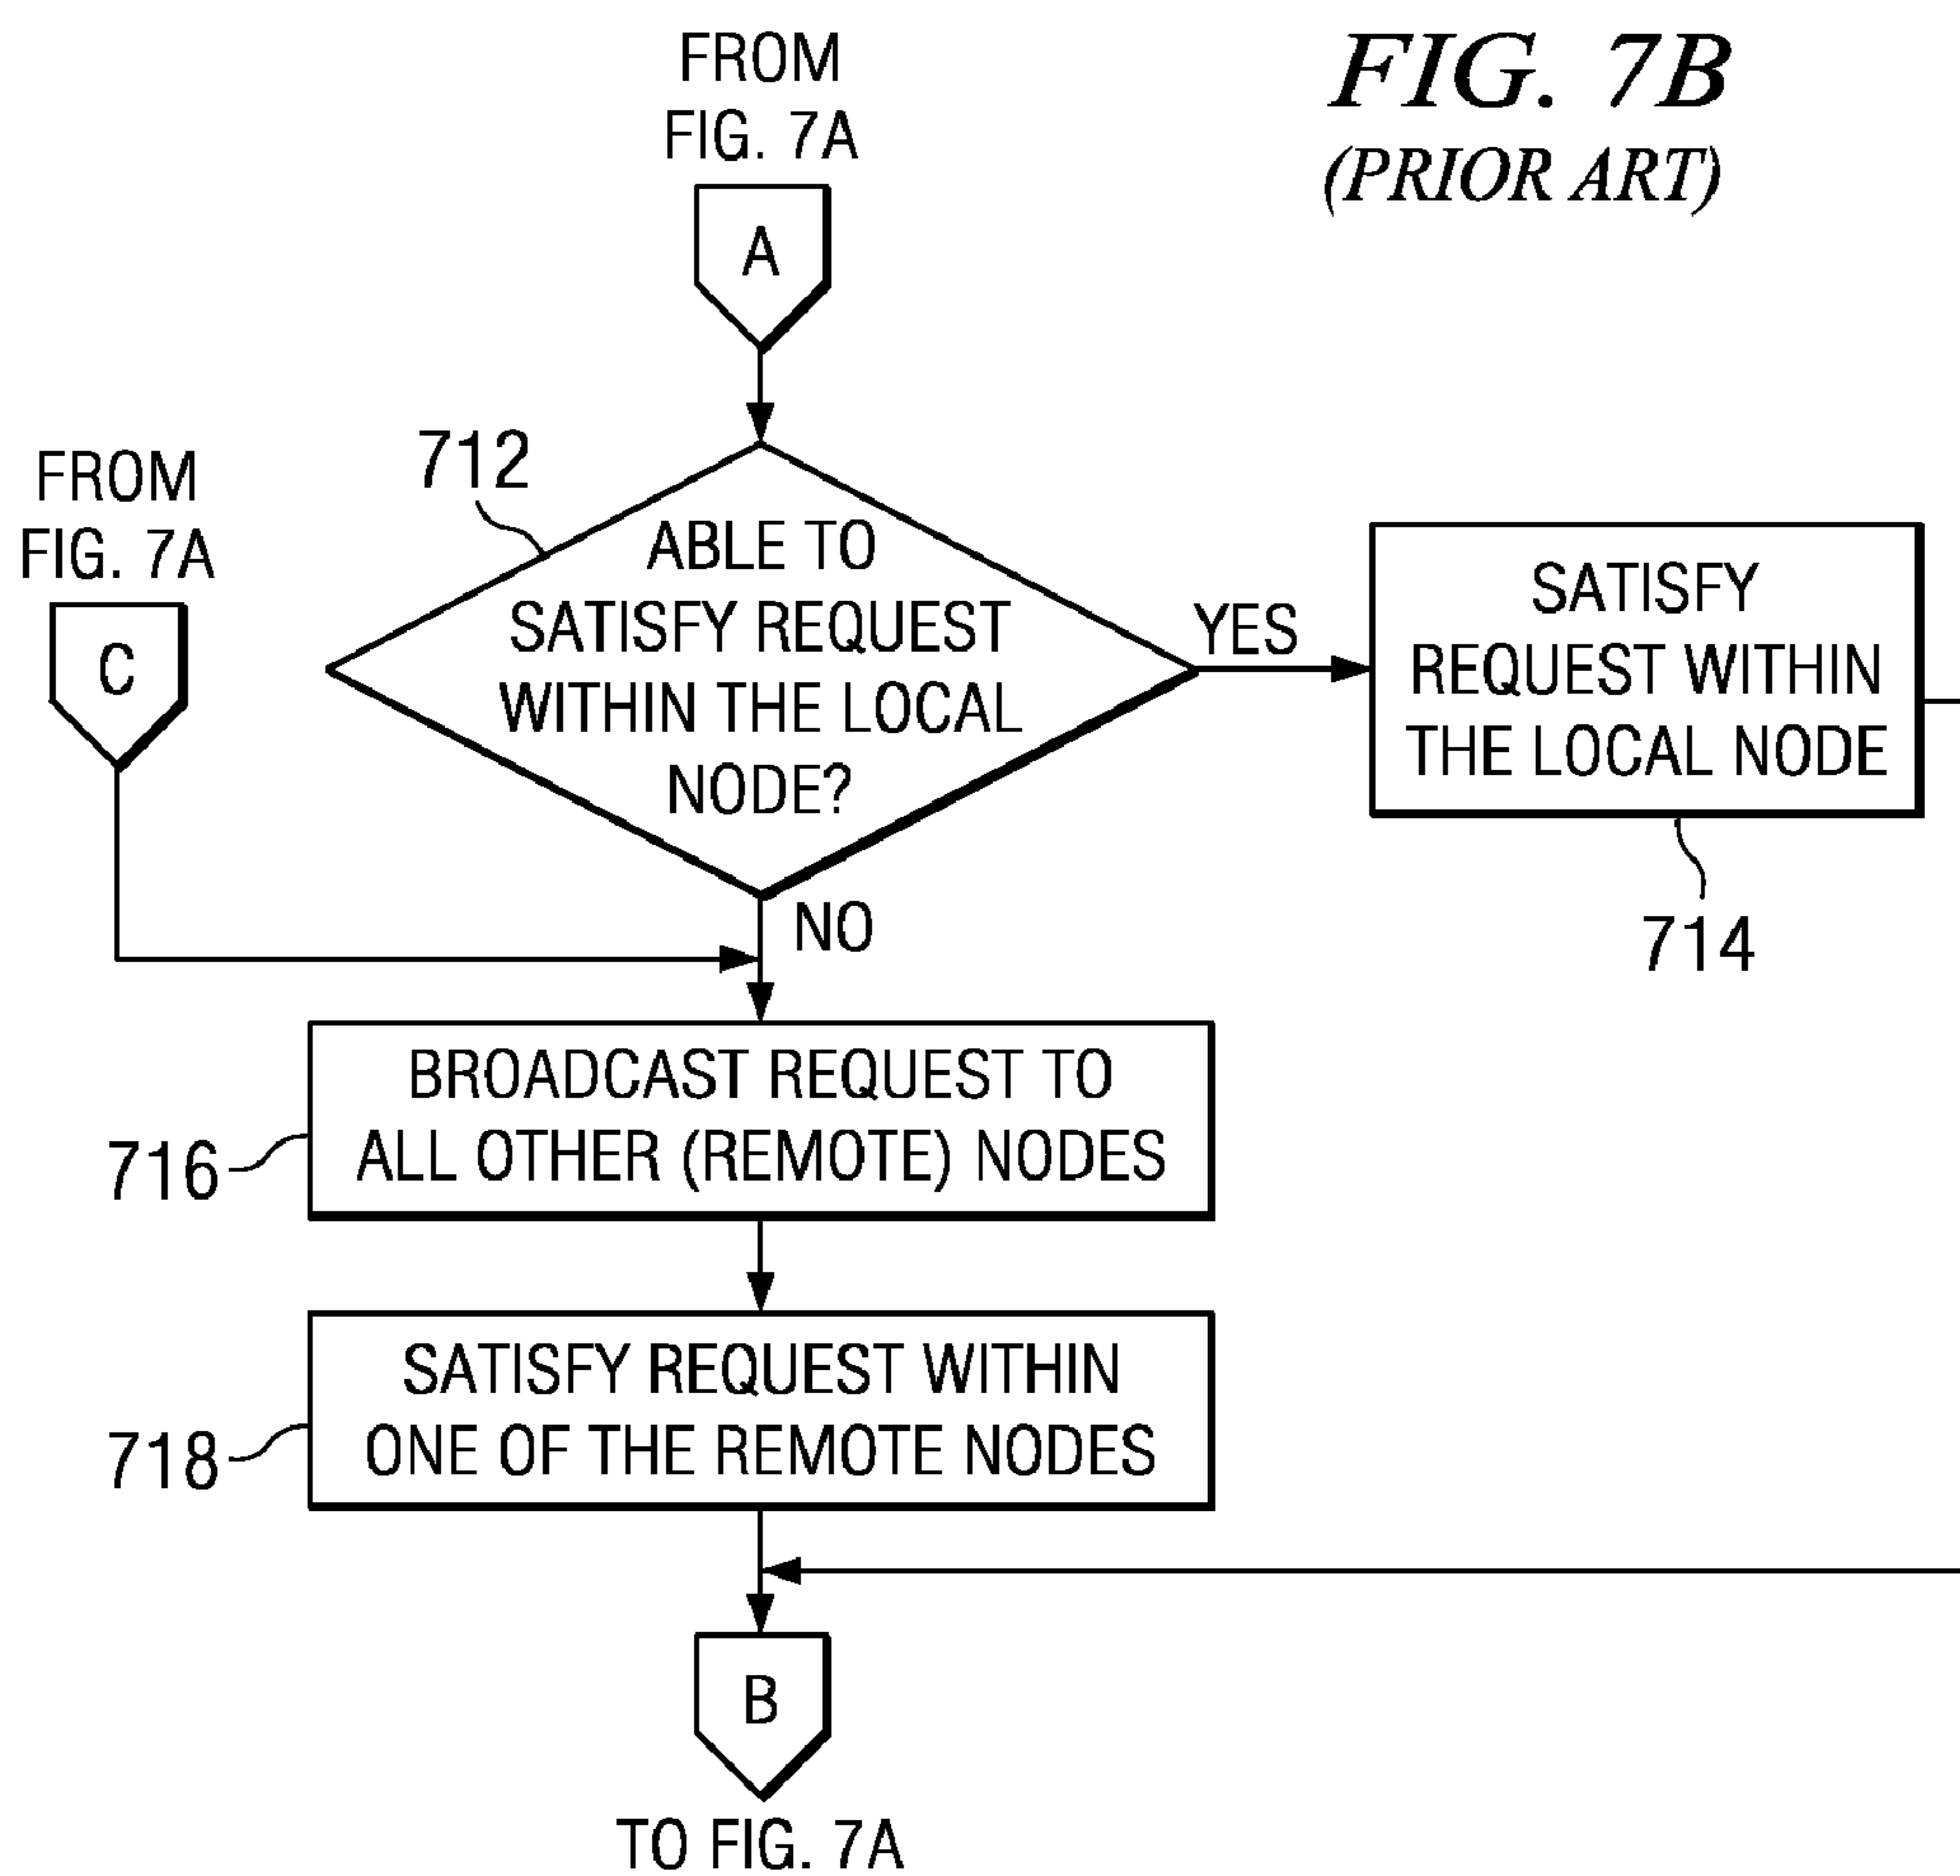 FIG. 7B
(PRIOR ART)
FROM
FIG. 7A
A
712
ABLE TO
SATISFY REQUEST
WITHIN THE LOCAL
NODE?
YES
SATISFY
REQUEST WITHIN
THE LOCAL NODE
714
FROM
FIG. 7A
C
NO
BROADCAST REQUEST TO
ALL OTHER (REMOTE) NODES
716
SATISFY REQUEST WITHIN
ONE OF THE REMOTE NODES
718
B
TO FIG. 7A